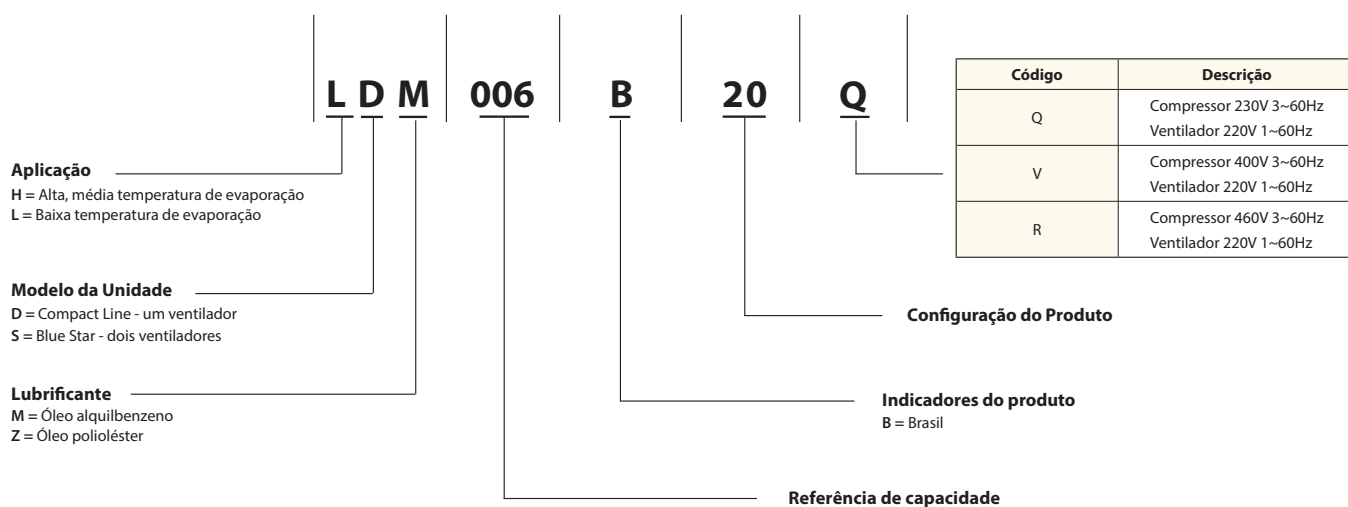 L D M 006 B 20 Q
Aplicação
H = Alta, média temperatura de evaporação
L = Baixa temperatura de evaporação
Modelo da Unidade
D = Compact Line - um ventilador
S = Blue Star - dois ventiladores
Lubrificante
M = Óleo alquilbenzeno
Z = Óleo polioléster
Código Descrição
Q Compressor 230V 3~60Hz
Ventilador 220V 1~60Hz
V Compressor 400V 3~60Hz
Ventilador 220V 1~60Hz
R Compressor 460V 3~60Hz
Ventilador 220V 1~60Hz
Configuração do Produto
Indicadores do produto
B = Brasil
Referência de capacidade